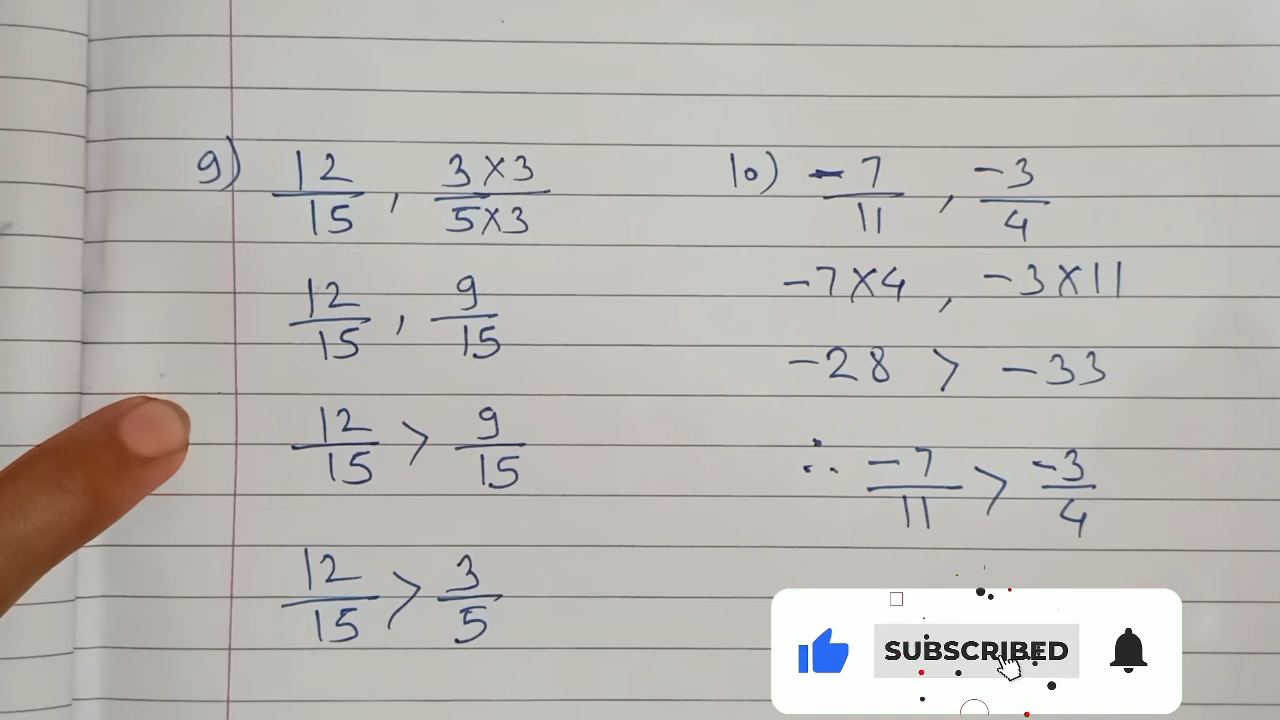 9) 12/15 , 3×3/5×3
12/15 , 9/15
12/15 > 9/15
12/15 > 3/5
10) -7/11 , -3/4
-7×4 , -3×11
-28 > -33
∴ -7/11 > -3/4
SUBSCRIBED